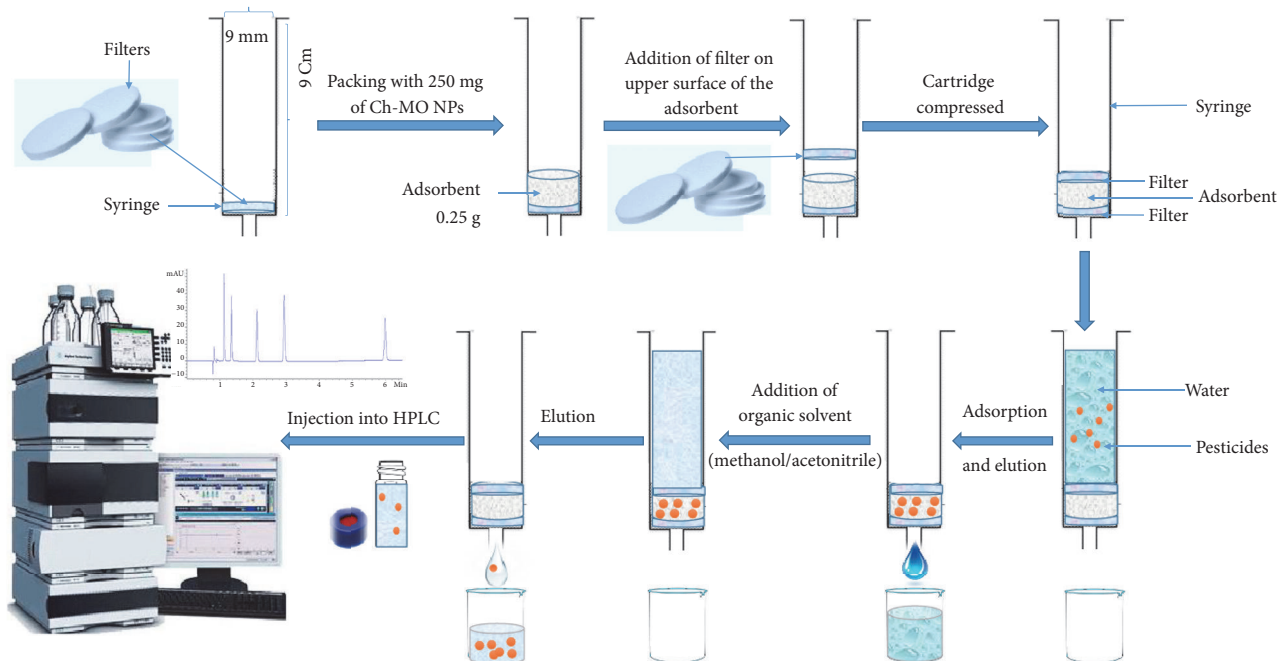 Filters
9 mm
9 Cm
Syringe
Packing with 250 mg
of Ch-MO NPs
Adsorbent
0.25 g
Addition of filter on
upper surface of the
adsorbent
Cartridge
compressed
Syringe
Filter
Adsorbent
Filter
Water
Pesticides
Adsorption
and elution
Addition of
organic solvent
(methanol/acetonitrile)
Elution
Injection into HPLC
mAU
50
40
30
20
10
0
−10
1
2
3
4
5
6
Min
Agilent Technologies